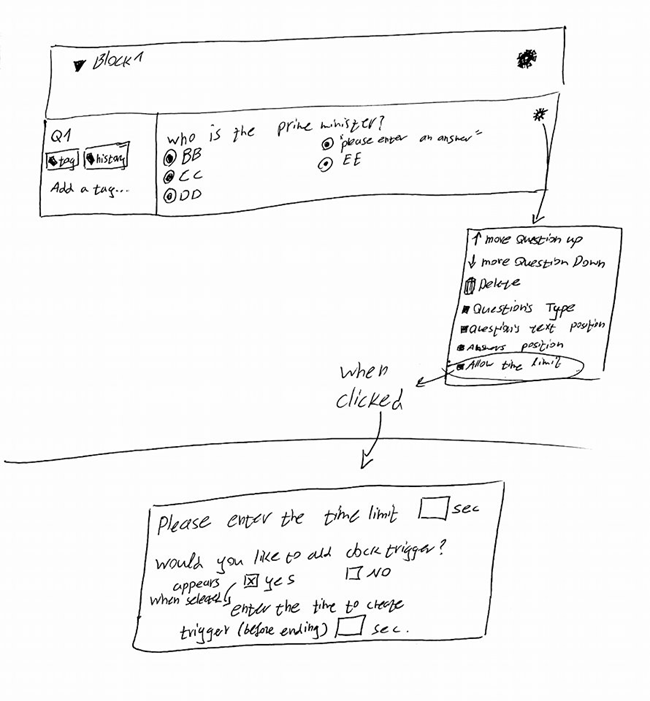 ▼ Block 1
Q1
tag history
Add a tag...
who is the prime minister?
BB
CC
DD
"please enter an answer"
EE
↑ move Question up
↓ move Question Down
Delete
Question's Type
Question's text position
Answers position
Allow time limit
when
clicked
Please enter the time limit sec
would you like to add clock trigger?
appears
when selected
yes
NO
enter the time to create
trigger (before ending) sec.